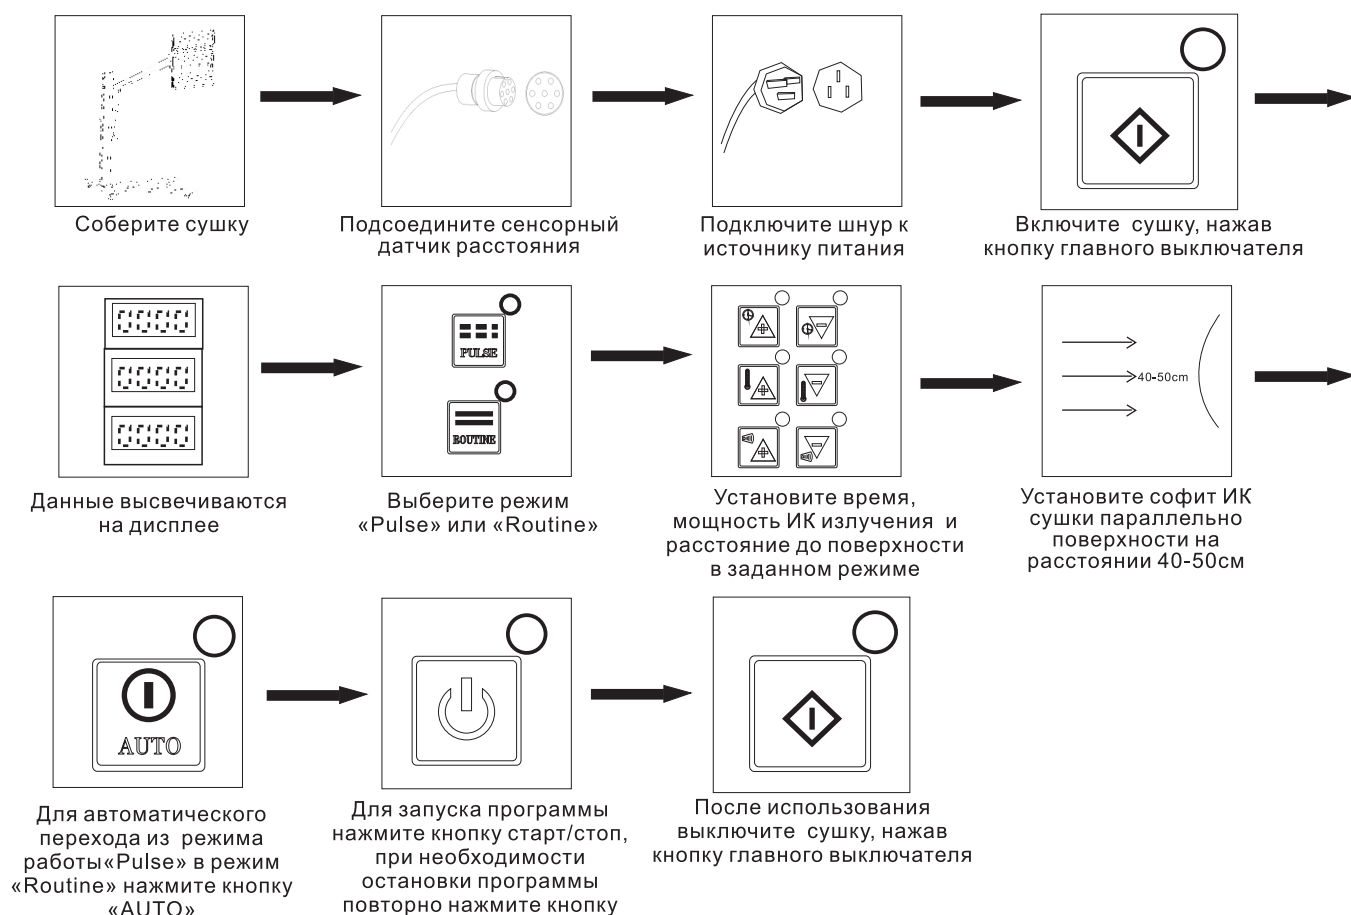 Соберите сушку
Подсоедините сенсорный
датчик расстояния
Подключите шнур к
источнику питания
Включите сушку, нажав
кнопку главного выключателя
0000
0000
0000
Данные высвечиваются
на дисплее
PULSE
ROUTINE
Выберите режим
«Pulse» или «Routine»
Установите время,
мощность ИК излучения и
расстояние до поверхности
в заданном режиме
40-50cm
Установите софит ИК
сушки параллельно
поверхности на
расстоянии 40-50см
AUTO
Для автоматического
перехода из режима
работы«Pulse» в режим
«Routine» нажмите кнопку
«AUTO»
Для запуска программы
нажмите кнопку старт/стоп,
при необходимости
остановки программы
повторно нажмите кнопку
После использования
выключите сушку, нажав
кнопку главного выключателя